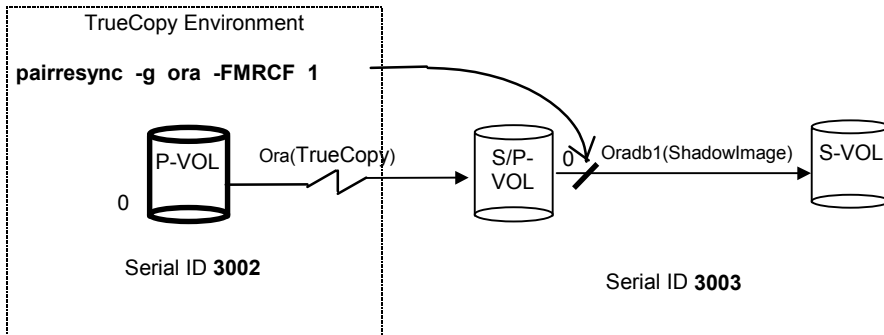 TrueCopy Environment
pairresync -g ora -FMRCF 1
P-VOL
Ora(TrueCopy)
S/P-
VOL
0
Oradb1(ShadowImage)
S-VOL
0
Serial ID 3002
Serial ID 3003